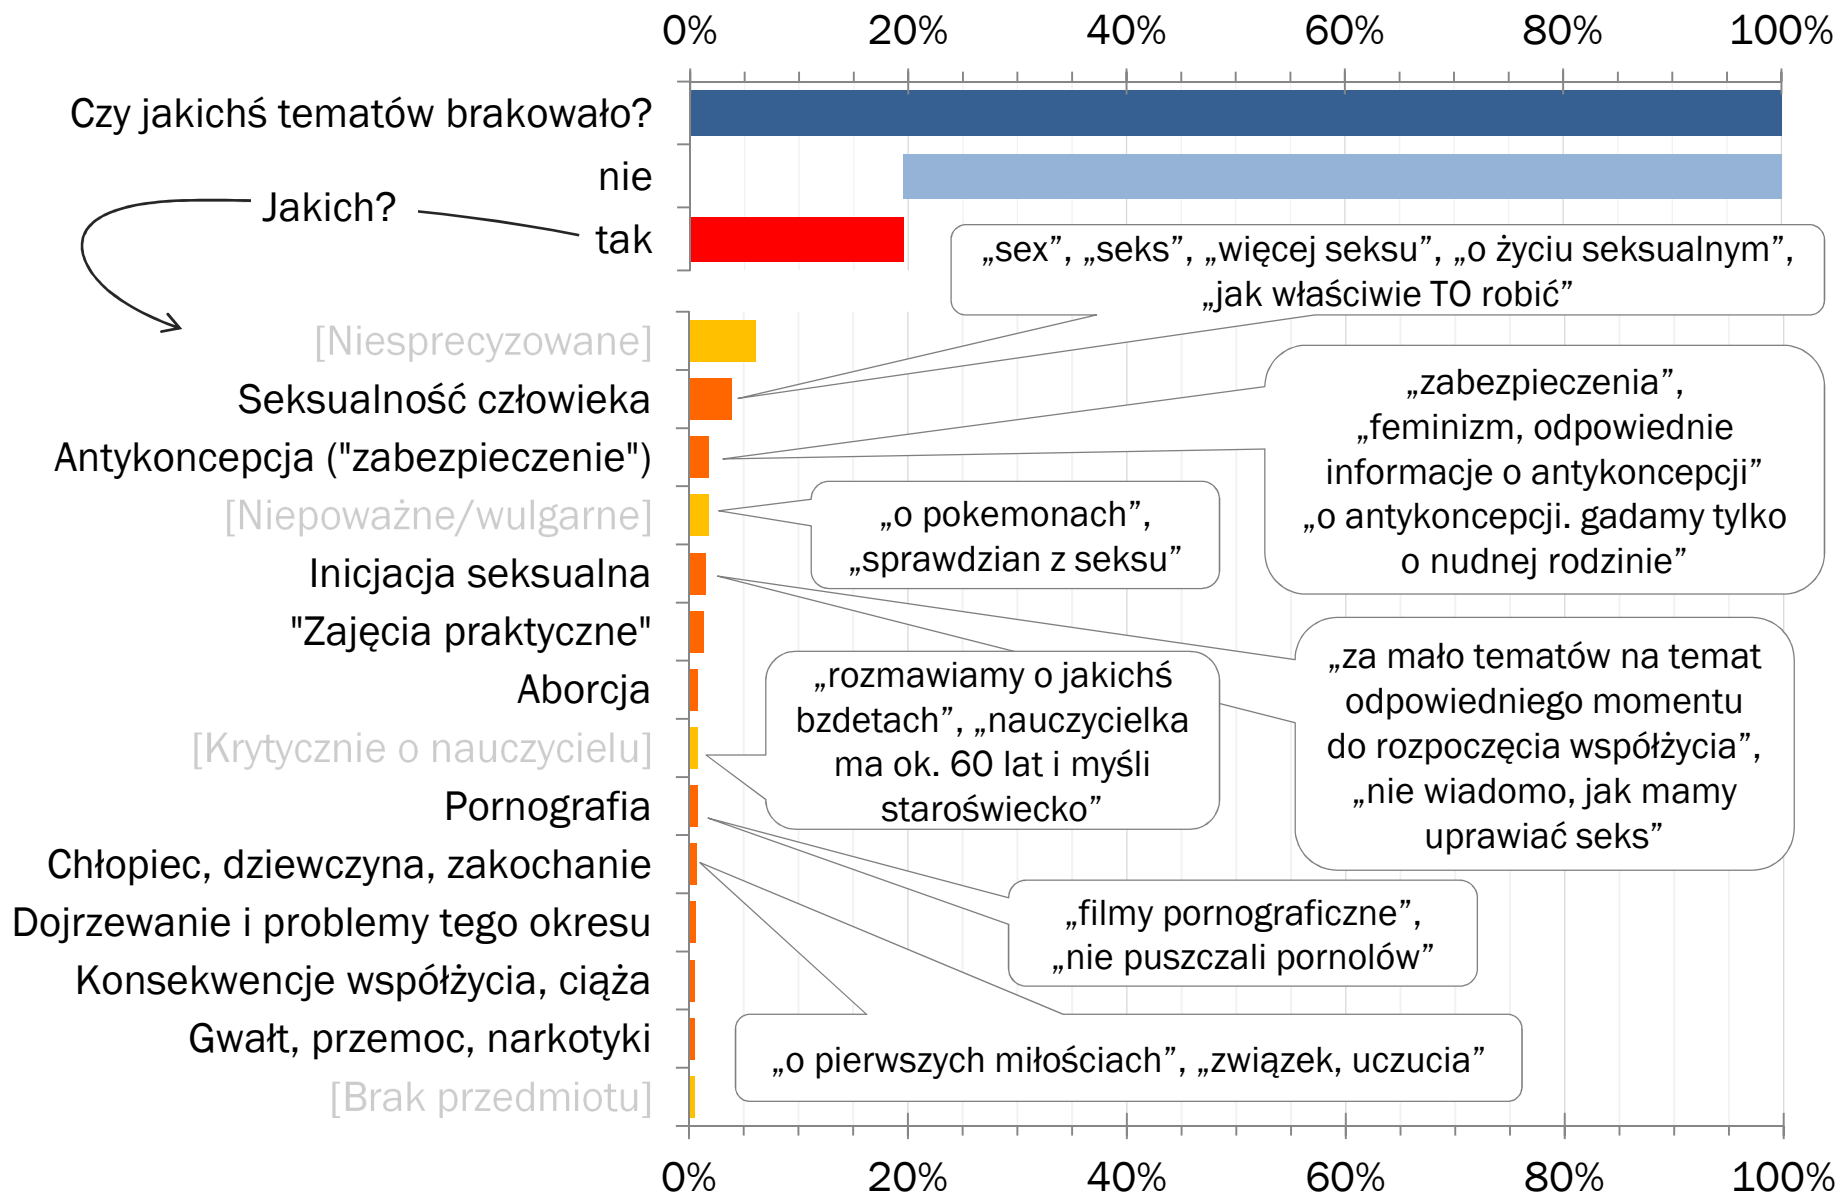 0% 20% 40% 60% 80% 100%
Czy jakichś tematów brakowało?
nie
Jakich?
tak
„sex”, „seks”, „więcej seksu”, „o życiu seksualnym”,
„jak właściwie TO robić”
[Niesprecyzowane]
Seksualność człowieka
„zabezpieczenia”,
„feminizm, odpowiednie
informacje o antykoncepcji”
„o antykoncepcji. gadamy tylko
o nudnej rodzinie”
Antykoncepcja ("zabezpieczenie")
[Niepoważne/wulgarne]
„o pokemonach”,
„sprawdzian z seksu”
Inicjacja seksualna
"Zajęcia praktyczne"
„za mało tematów na temat
odpowiedniego momentu
do rozpoczęcia współżycia”,
„nie wiadomo, jak mamy
uprawiać seks”
Aborcja
„rozmawiamy o jakichś
bzdetach”, „nauczycielka
ma ok. 60 lat i myśli
staroświecko”
[Krytycznie o nauczycielu]
Pornografia
Chłopiec, dziewczyna, zakochanie
„filmy pornograficzne”,
„nie puszczali pornolów”
Dojrzewanie i problemy tego okresu
Konsekwencje współżycia, ciąża
Gwałt, przemoc, narkotyki
„o pierwszych miłościach”, „związek, uczucia”
[Brak przedmiotu]
0% 20% 40% 60% 80% 100%